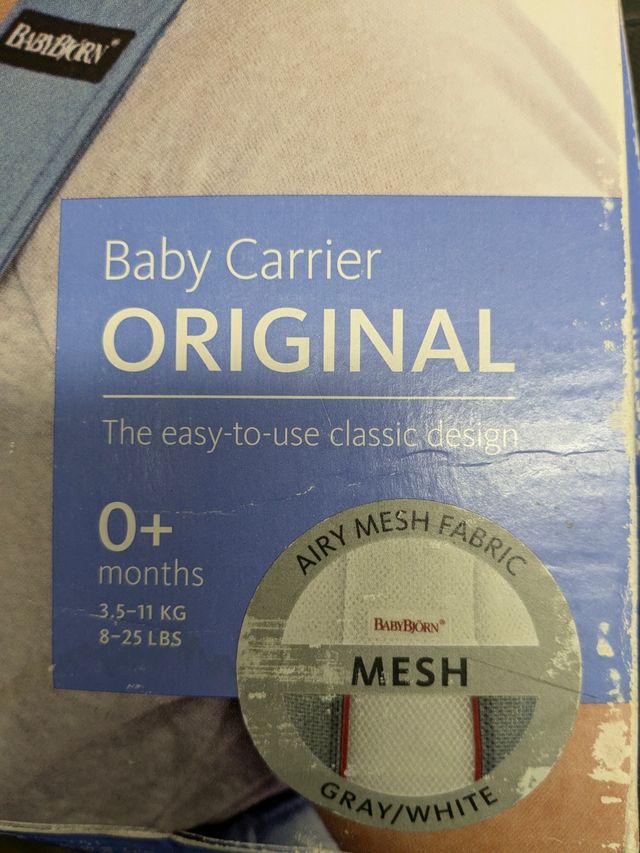 BABYBJÖRN®
Baby Carrier
ORIGINAL
The easy-to-use classic design
0+
months
3.5–11 KG
8–25 LBS
AIRY MESH FABRIC
BABYBJÖRN®
MESH
GRAY/WHITE